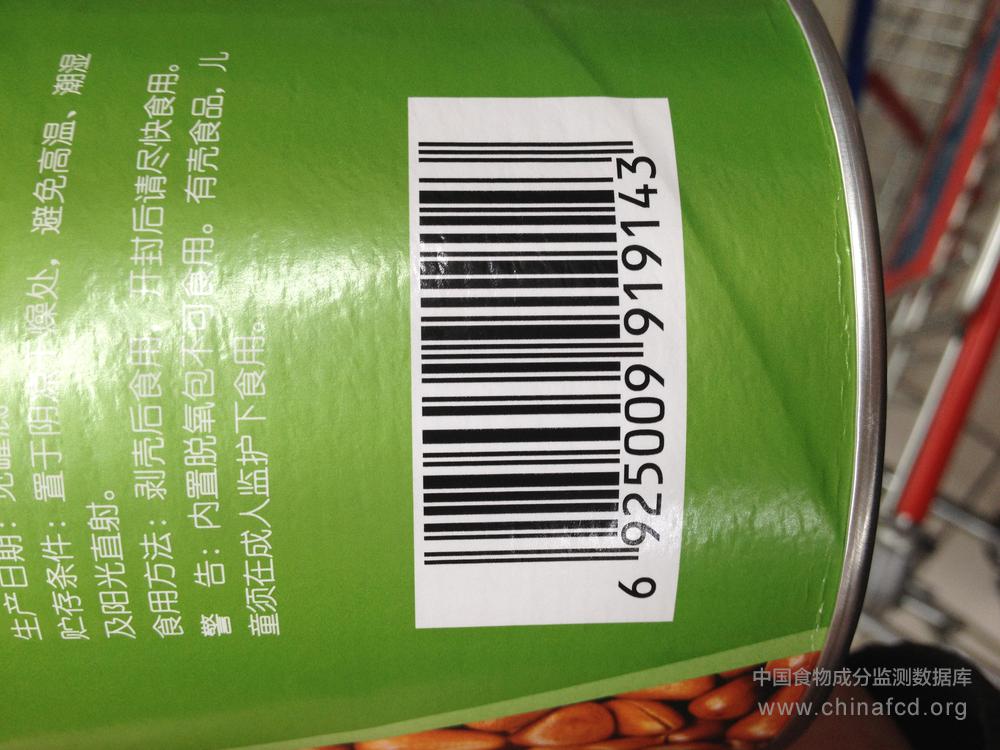 生产日期：见罐底
贮存条件：置于阴凉干燥处，避免高温、潮湿
及阳光直射。
食用方法：剥壳后食用，开封后请尽快食用。
警 告：内置脱氧包不可食用。有壳食品，儿
童须在成人监护下食用。
6 925009 919143
中国食物成分监测数据库
www.chinafcd.org